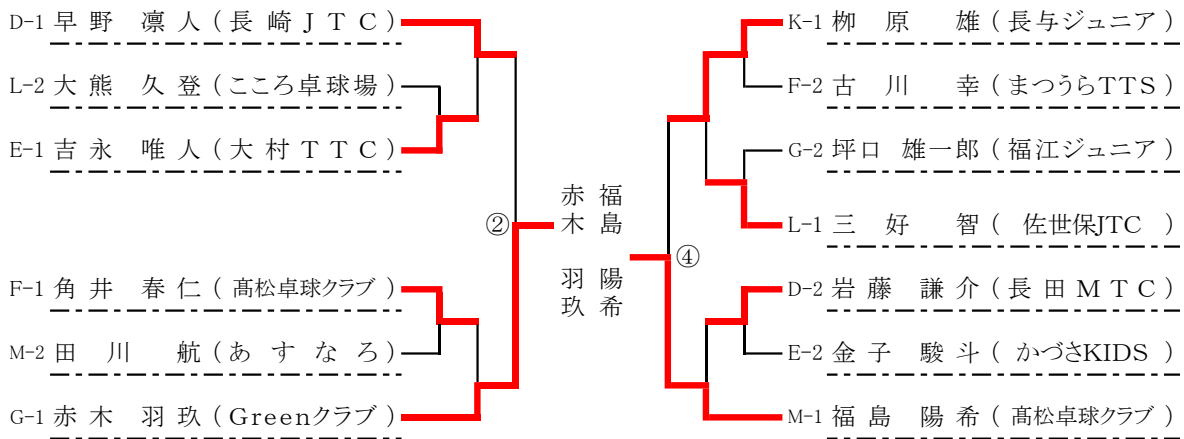 D-1 早野 凛人(長崎JTC)
L-2 大熊 久登(こころ卓球場)
E-1 吉永 唯人(大村TTC)
F-1 角井 春仁(髙松卓球クラブ)
M-2 田川 航(あすなろ)
G-1 赤木 羽玖(Greenクラブ)
②
赤木 羽玖
福島 陽希
④
K-1 栁原 雄(長与ジュニア)
F-2 古川 幸(まつうらTTS)
G-2 坪口 雄一郎(福江ジュニア)
L-1 三好 智(佐世保JTC)
D-2 岩藤 謙介(長田MTC)
E-2 金子 駿斗(かづさKIDS)
M-1 福島 陽希(髙松卓球クラブ)